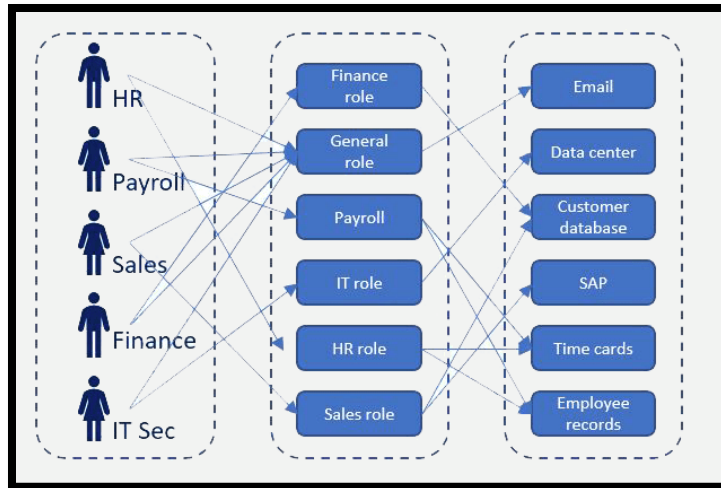 HR
Payroll
Sales
Finance
IT Sec
Finance
role
General
role
Payroll
IT role
HR role
Sales role
Email
Data center
Customer
database
SAP
Time cards
Employee
records